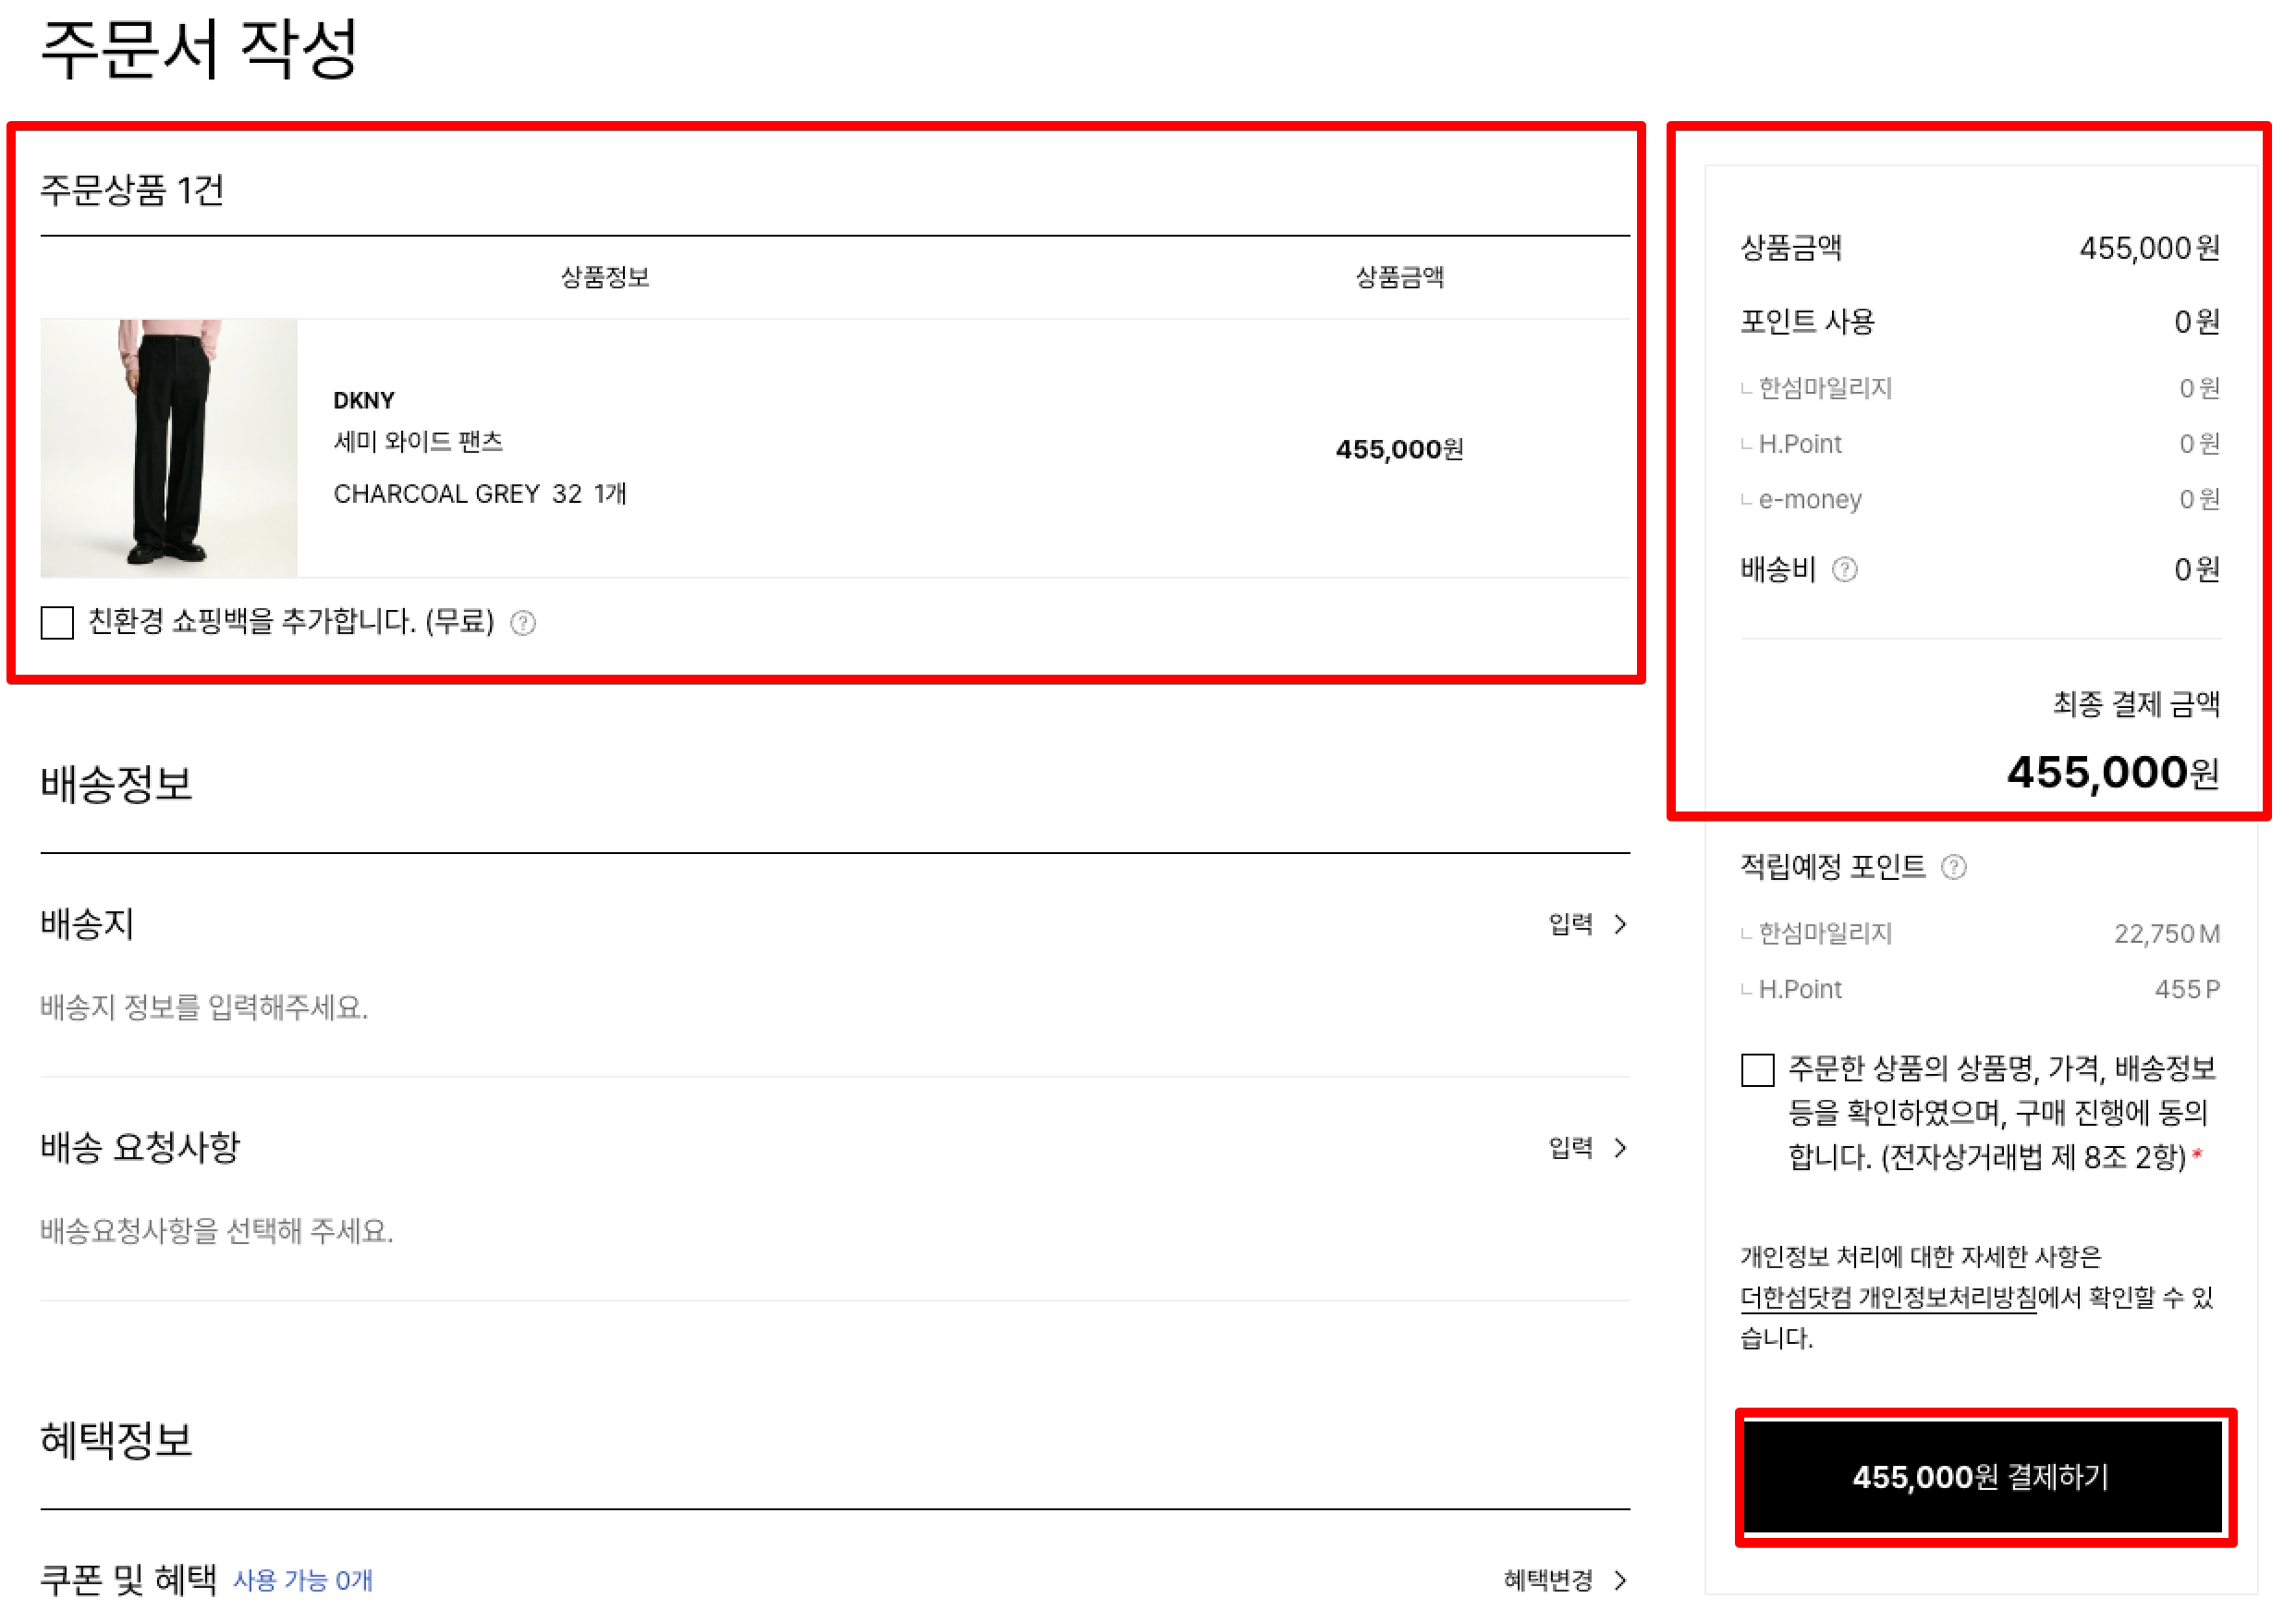 주문서 작성
주문상품 1건
상품정보 상품금액
DKNY
세미 와이드 팬츠
CHARCOAL GREY 32 1개
455,000원
친환경 쇼핑백을 추가합니다. (무료) ?
배송정보
배송지 입력 >
배송지 정보를 입력해주세요.
배송 요청사항 입력 >
배송요청사항을 선택해 주세요.
혜택정보
쿠폰 및 혜택 사용 가능 0개 혜택변경 >
상품금액 455,000원
포인트 사용 0원
ㄴ 한섬마일리지 0원
ㄴ H.Point 0원
ㄴ e-money 0원
배송비 ? 0원
최종 결제 금액
455,000원
적립예정 포인트 ?
ㄴ 한섬마일리지 22,750M
ㄴ H.Point 455P
주문한 상품의 상품명, 가격, 배송정보
등을 확인하였으며, 구매 진행에 동의
합니다. (전자상거래법 제 8조 2항)*
개인정보 처리에 대한 자세한 사항은
더한섬닷컴 개인정보처리방침에서 확인할 수 있
습니다.
455,000원 결제하기